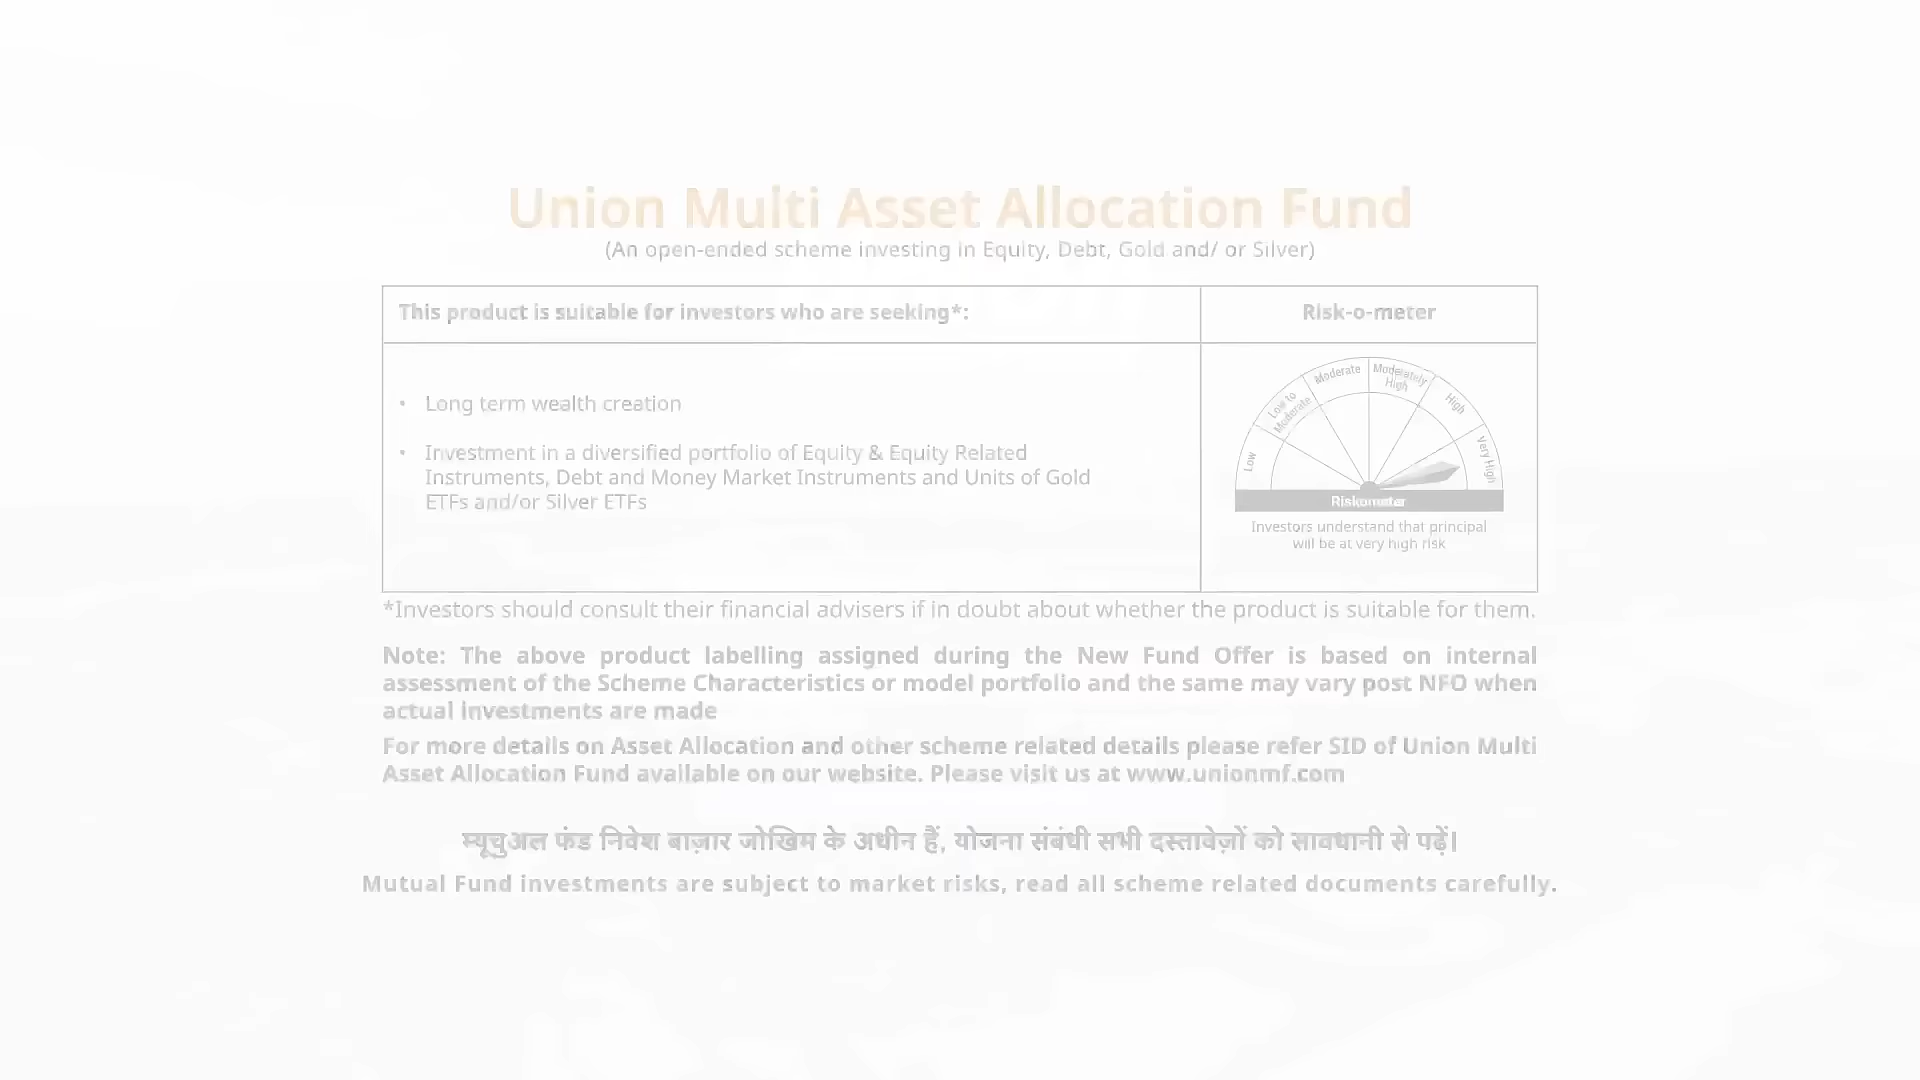 Union Multi Asset Allocation Fund
(An open-ended scheme investing in Equity, Debt, Gold and/ or Silver)
This product is suitable for investors who are seeking*:
Risk-o-meter
• Long term wealth creation
• Investment in a diversified portfolio of Equity & Equity Related
Instruments, Debt and Money Market Instruments and Units of Gold
ETFs and/or Silver ETFs
Low
Low to
Moderate
Moderate
Moderately
High
High
Very High
Riskometer
Investors understand that principal
will be at very high risk
*Investors should consult their financial advisers if in doubt about whether the product is suitable for them.
Note: The above product labelling assigned during the New Fund Offer is based on internal
assessment of the Scheme Characteristics or model portfolio and the same may vary post NFO when
actual investments are made
For more details on Asset Allocation and other scheme related details please refer SID of Union Multi
Asset Allocation Fund available on our website. Please visit us at www.unionmf.com
म्यूचुअल फंड निवेश बाज़ार जोखिम के अधीन हैं, योजना संबंधी सभी दस्तावेज़ों को सावधानी से पढ़ें।
Mutual Fund investments are subject to market risks, read all scheme related documents carefully.